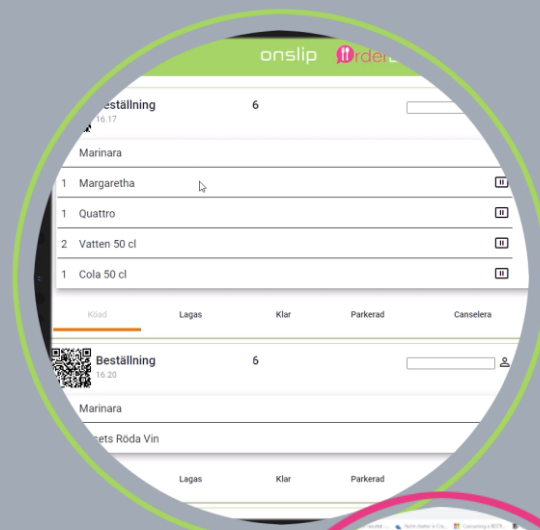 onslip Order
Beställning 6
16.17
Marinara
1 Margaretha
1 Quattro
2 Vatten 50 cl
1 Cola 50 cl
Köad Lagas Klar Parkerad Canselera
Beställning 6
16.20
Marinara
Röda Vin
Lagas Klar Parkerad